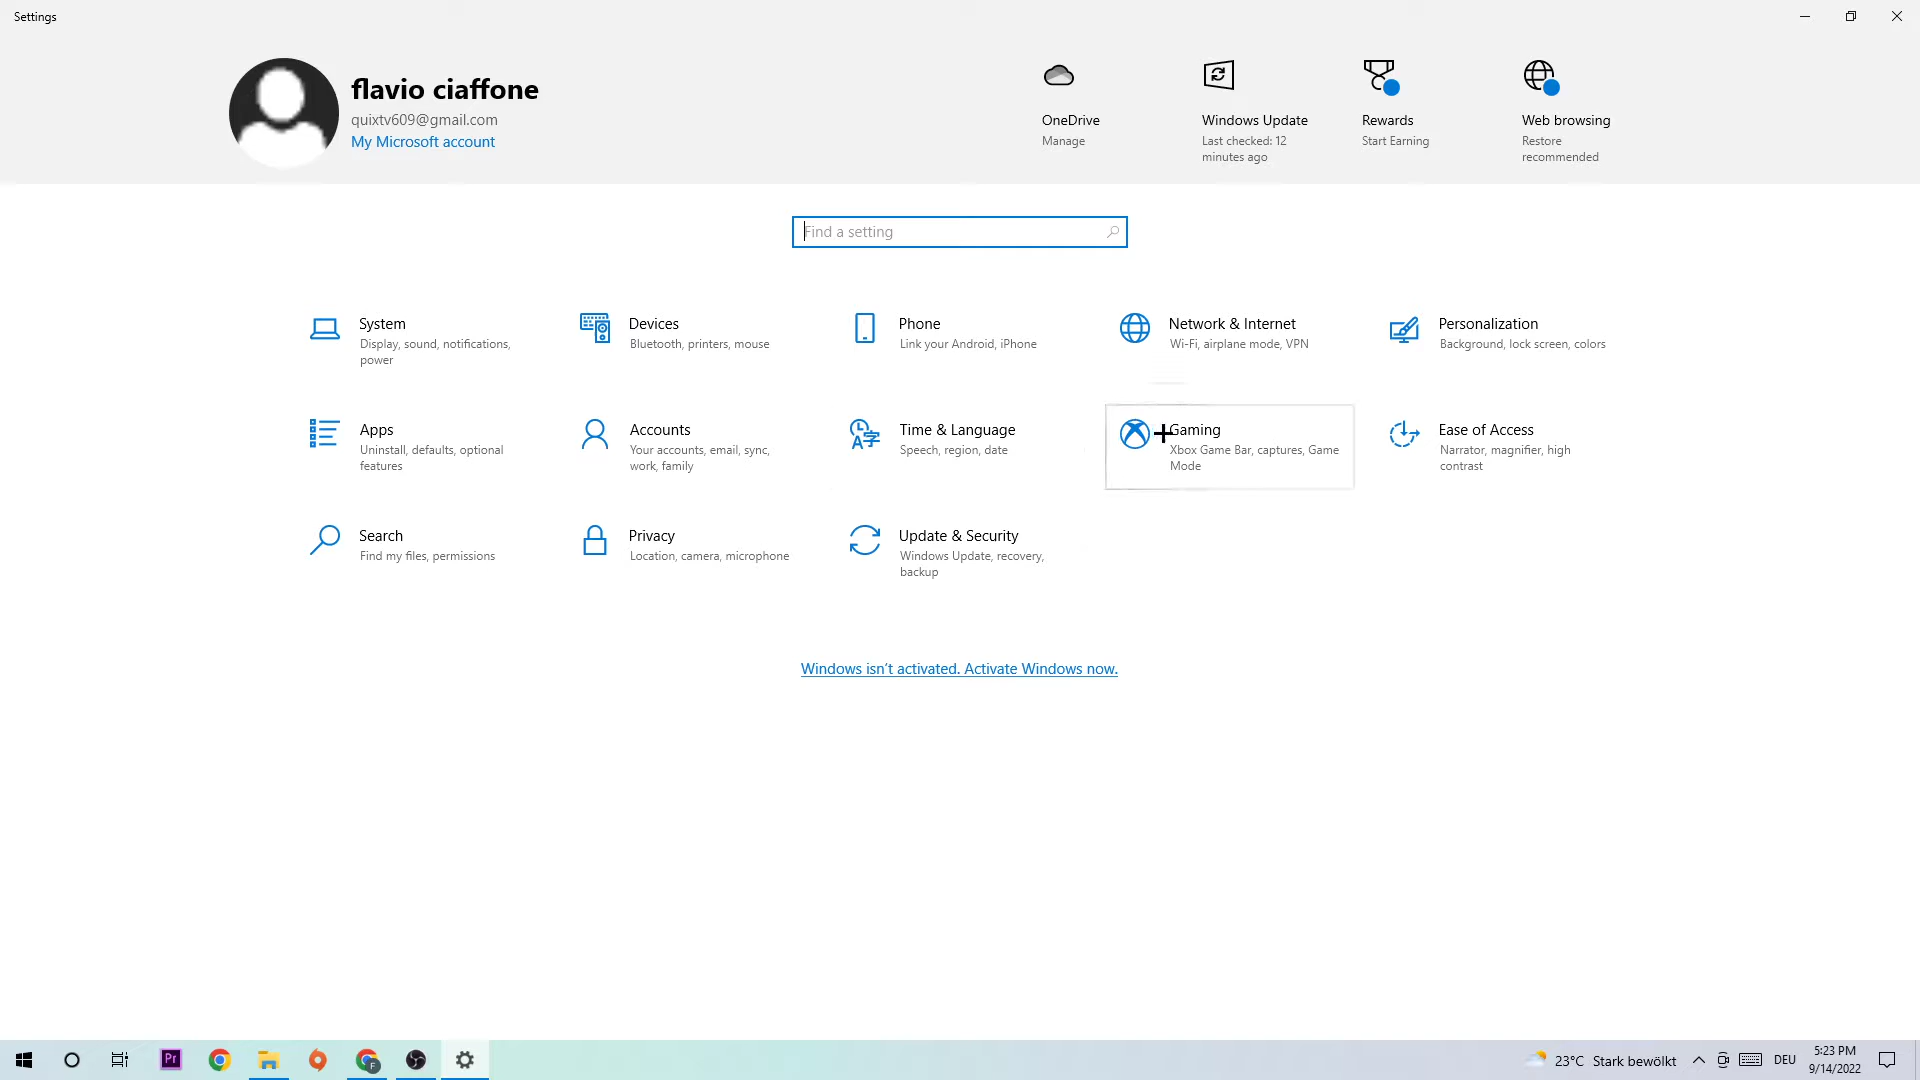 Settings
flavio ciaffone
quixtv609@gmail.com
My Microsoft account
OneDrive
Manage
Windows Update
Last checked: 12
minutes ago
Rewards
Start Earning
Web browsing
Restore
recommended
Find a setting
System
Display, sound, notifications,
power
Devices
Bluetooth, printers, mouse
Phone
Link your Android, iPhone
Network & Internet
Wi-Fi, airplane mode, VPN
Personalization
Background, lock screen, colors
Apps
Uninstall, defaults, optional
features
Accounts
Your accounts, email, sync,
work, family
Time & Language
Speech, region, date
Gaming
Xbox Game Bar, captures, Game
Mode
Ease of Access
Narrator, magnifier, high
contrast
Search
Find my files, permissions
Privacy
Location, camera, microphone
Update & Security
Windows Update, recovery,
backup
Windows isn't activated. Activate Windows now.
Pr
F
23°C Stark bewölkt
DEU
5:23 PM
9/14/2022